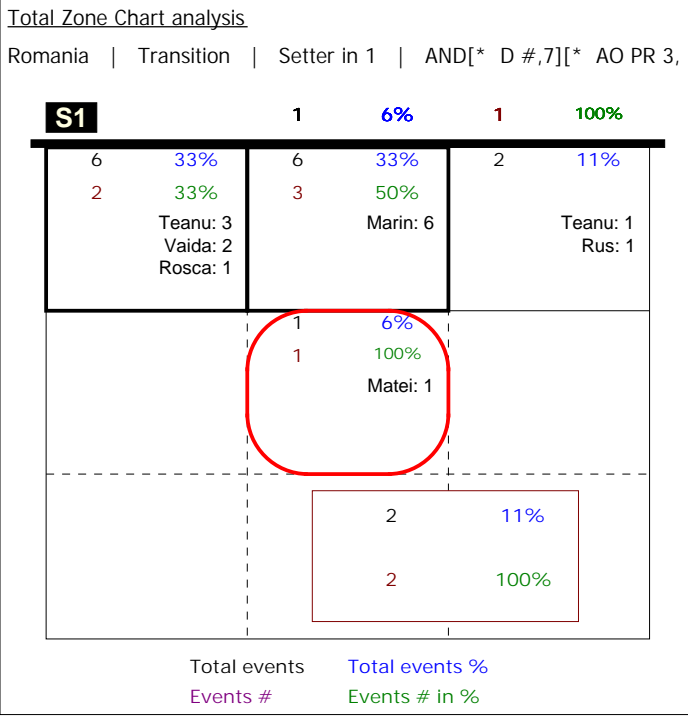 Total Zone Chart analysis
Romania | Transition | Setter in 1 | AND[* D #,7][* AO PR 3,
S1 1 6% 1 100%
6 33% 6 33% 2 11%
2 33% 3 50%
Teanu: 3 Marin: 6 Teanu: 1
Vaida: 2 Rus: 1
Rosca: 1
1 6%
1 100%
Matei: 1
2 11%
2 100%
Total events Total events %
Events # Events # in %